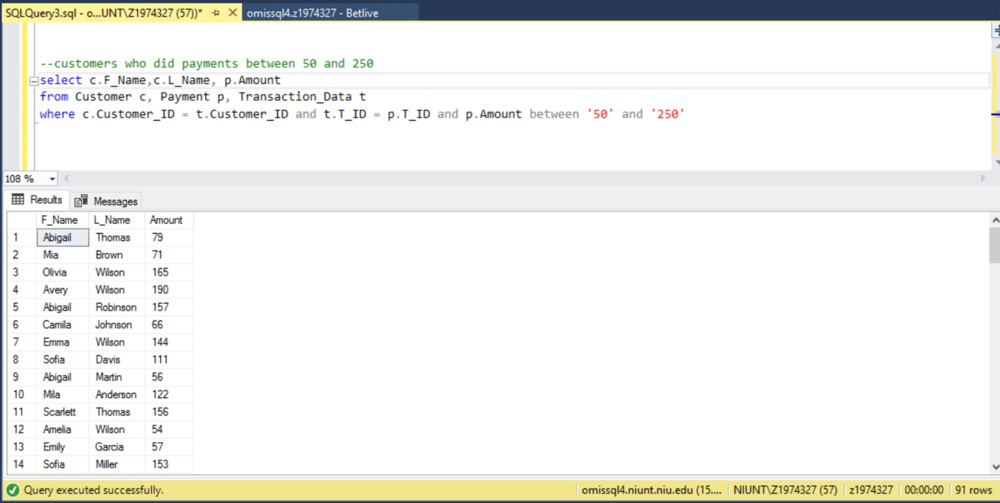 SQLQuery3.sql - o...UNT\Z1974327 (57))* omissql4.z1974327 - Betlive
--customers who did payments between 50 and 250
select c.F_Name,c.L_Name, p.Amount
from Customer c, Payment p, Transaction_Data t
where c.Customer_ID = t.Customer_ID and t.T_ID = p.T_ID and p.Amount between '50' and '250'
108 %
Results Messages
F_Name L_Name Amount
1 Abigail Thomas 79
2 Mia Brown 71
3 Olivia Wilson 165
4 Avery Wilson 190
5 Abigail Robinson 157
6 Camila Johnson 66
7 Emma Wilson 144
8 Sofia Davis 111
9 Abigail Martin 56
10 Mila Anderson 122
11 Scarlett Thomas 156
12 Amelia Wilson 54
13 Emily Garcia 57
14 Sofia Miller 153
Query executed successfully. omissql4.niunt.niu.edu (15.... NIUNT\Z1974327 (57) z1974327 00:00:00 91 rows